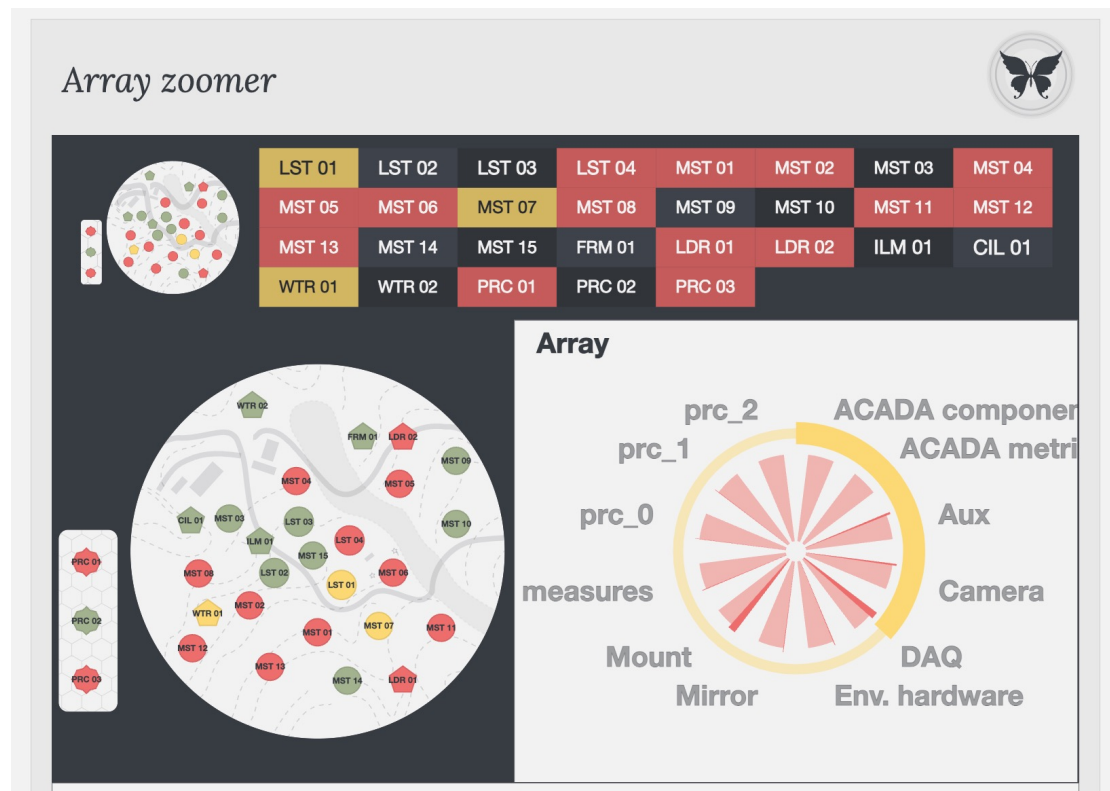 Array zoomer
LST 01 LST 02 LST 03 LST 04 MST 01 MST 02 MST 03 MST 04
MST 05 MST 06 MST 07 MST 08 MST 09 MST 10 MST 11 MST 12
MST 13 MST 14 MST 15 FRM 01 LDR 01 LDR 02 ILM 01 CIL 01
WTR 01 WTR 02 PRC 01 PRC 02 PRC 03
Array
WTR 02
FRM 01 LDR 02
MST 09
MST 04
MST 05
CIL 01 MST 03 LST 03
MST 10
ILM 01
LST 04
MST 15
PRC 01
MST 08 LST 02 MST 06
LST 01
MST 02
WTR 01
PRC 02
MST 07
MST 01 MST 11
MST 12
MST 13
PRC 03
MST 14 LDR 01
prc_2 ACADA componer
prc_1 ACADA metri
prc_0 Aux
measures Camera
Mount DAQ
Mirror Env. hardware